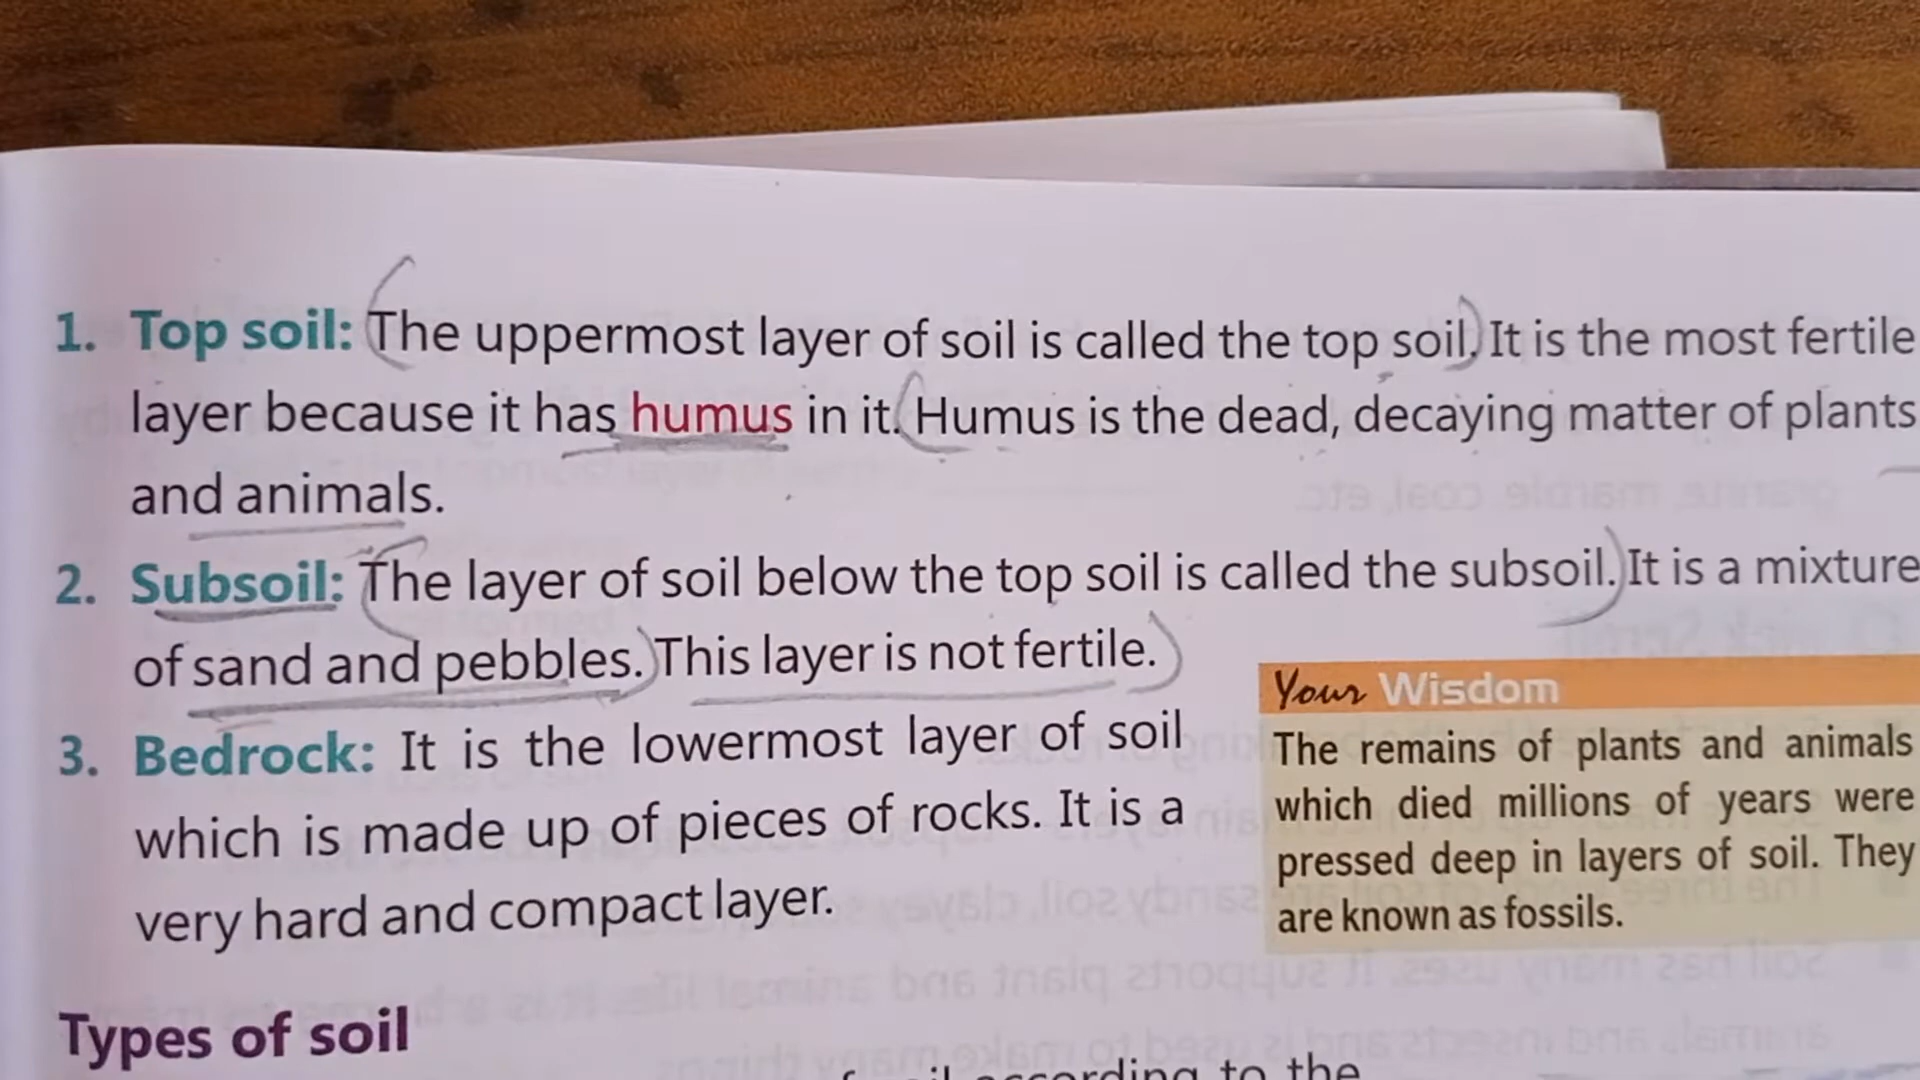 1. Top soil: The uppermost layer of soil is called the top soil. It is the most fertile
layer because it has humus in it. Humus is the dead, decaying matter of plants
and animals.
2. Subsoil: The layer of soil below the top soil is called the subsoil. It is a mixture
of sand and pebbles. This layer is not fertile.
3. Bedrock: It is the lowermost layer of soil
which is made up of pieces of rocks. It is a
very hard and compact layer.
Your Wisdom
The remains of plants and animals
which died millions of years were
pressed deep in layers of soil. They
are known as fossils.
Types of soil
according to the